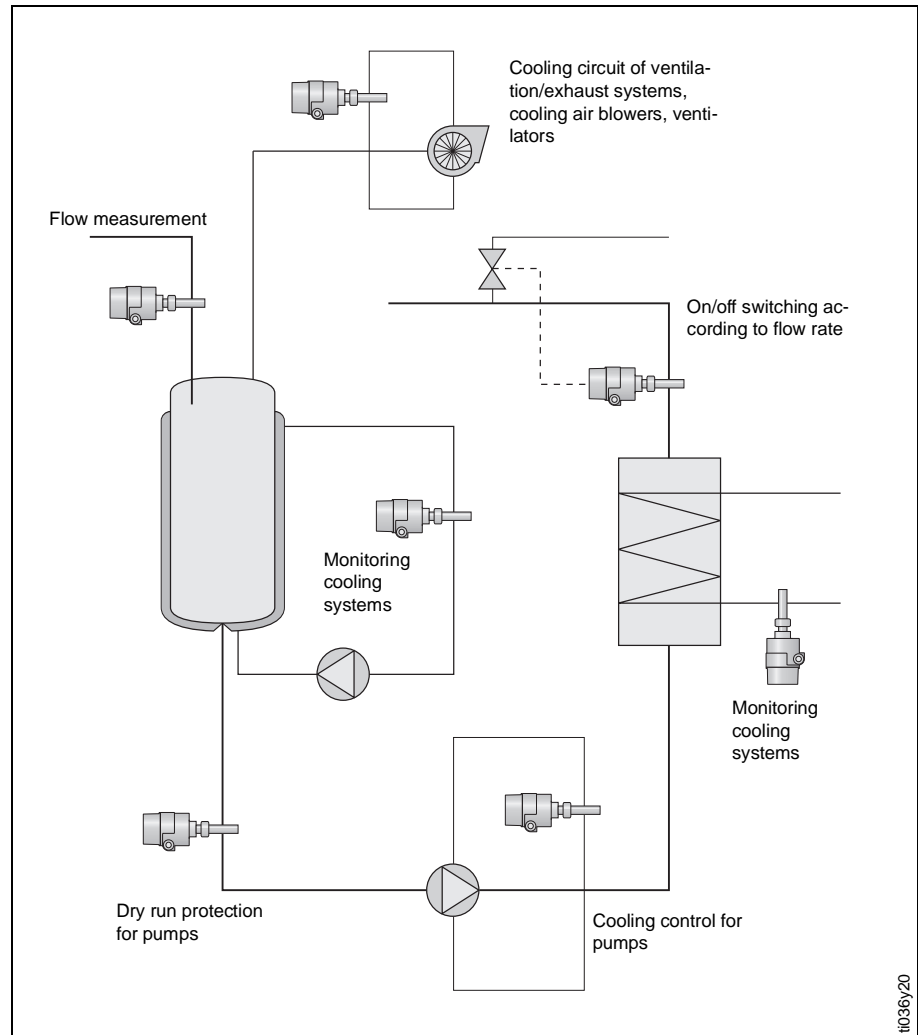 Cooling circuit of ventila-
tion/exhaust systems,
cooling air blowers, venti-
lators
Flow measurement
On/off switching ac-
cording to flow rate
Monitoring
cooling
systems
Monitoring
cooling
systems
Dry run protection
for pumps
Cooling control for
pumps
ti036y20